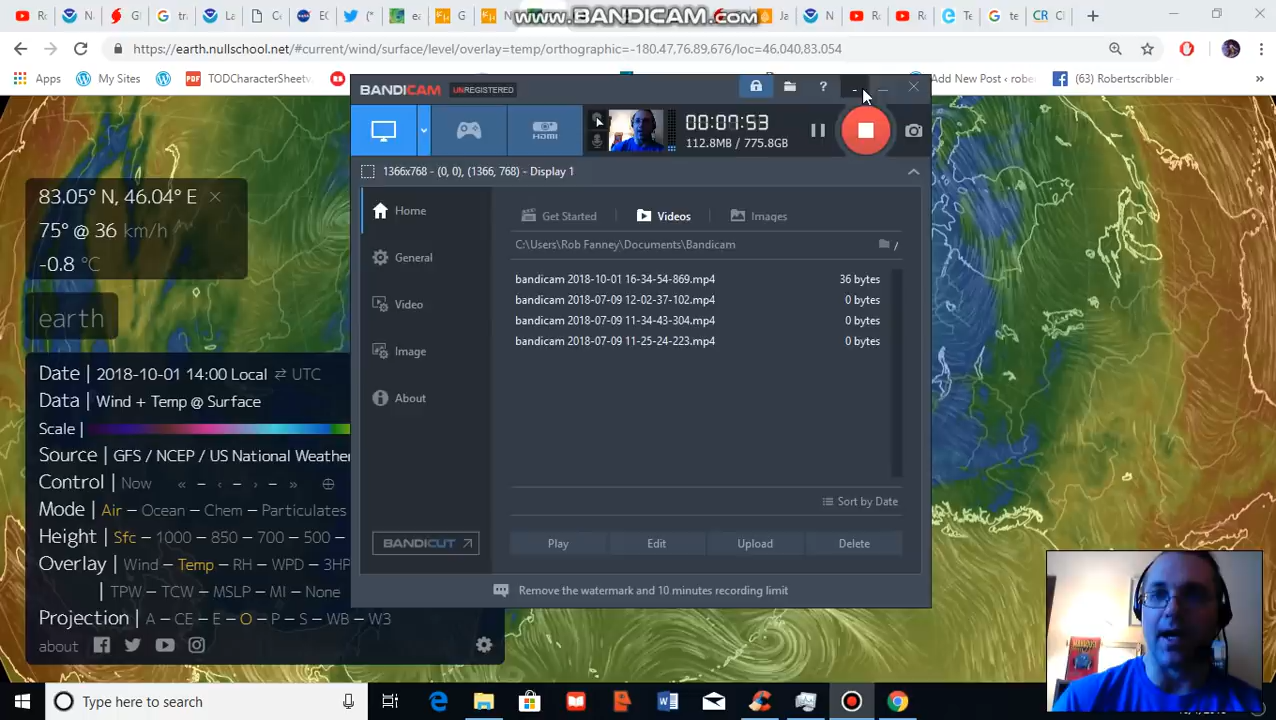 www.BANDICAM.com
https://earth.nullschool.net/#current/wind/surface/level/overlay=temp/orthographic=-180.47,76.89,676/loc=46.040,83.054
Apps
My Sites
TODCharacterSheet
Add New Post ‹ robe
(63) Robertscribbler
BANDICAM UNREGISTERED
00:07:53
112.8MB / 775.8GB
HDMI
1366x768 - (0, 0), (1366, 768) - Display 1
Home
General
Video
Image
About
BANDICUT
Get Started
Videos
Images
C:\Users\Rob Fanney\Documents\Bandicam
/
bandicam 2018-10-01 16-34-54-869.mp4 36 bytes
bandicam 2018-07-09 12-02-37-102.mp4 0 bytes
bandicam 2018-07-09 11-34-43-304.mp4 0 bytes
bandicam 2018-07-09 11-25-24-223.mp4 0 bytes
Sort by Date
Play Edit Upload Delete
Remove the watermark and 10 minutes recording limit
83.05° N, 46.04° E ×
75° @ 36 km/h
-0.8 °C
earth
Date | 2018-10-01 14:00 Local ⇄ UTC
Data | Wind + Temp @ Surface
Scale |
Source | GFS / NCEP / US National Weather
Control | Now « – ‹ – › – » ⊕
Mode | Air – Ocean – Chem – Particulates
Height | Sfc – 1000 – 850 – 700 – 500 –
Overlay | Wind – Temp – RH – WPD – 3HP
| TPW – TCW – MSLP – MI – None
Projection | A – CE – E – O – P – S – WB – W3
about
Type here to search